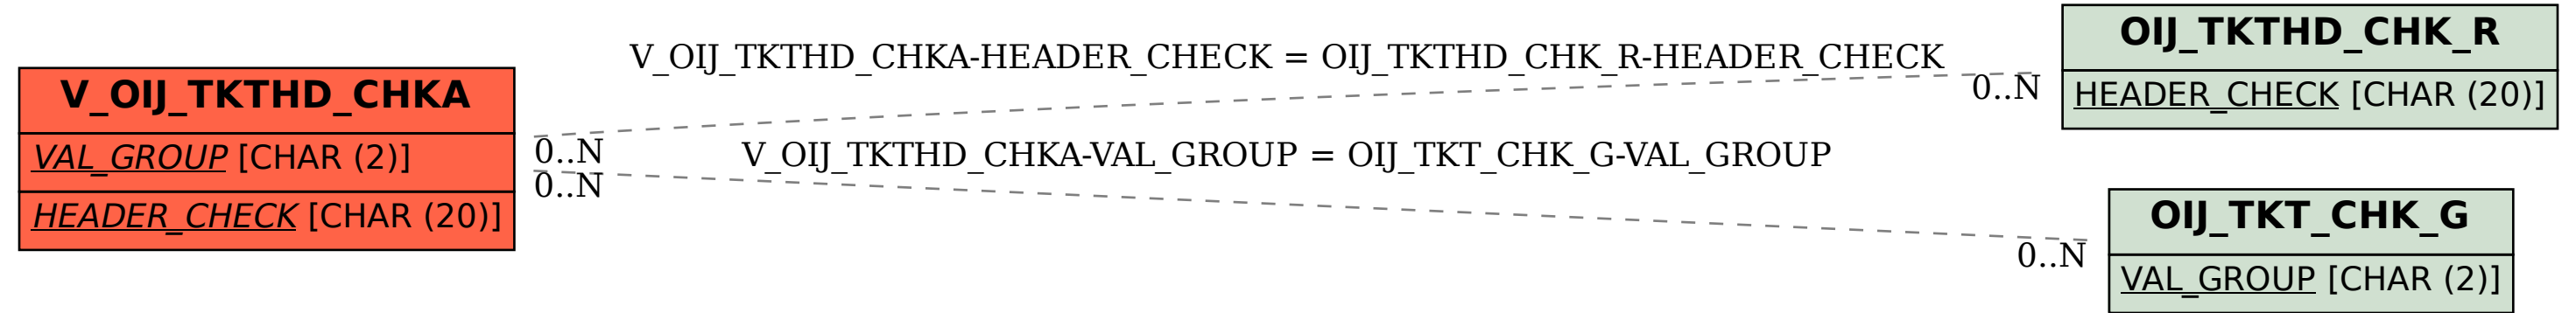 V_OIJ_TKTHD_CHKA
VAL_GROUP [CHAR (2)]
HEADER_CHECK [CHAR (20)]
V_OIJ_TKTHD_CHKA-HEADER_CHECK = OIJ_TKTHD_CHK_R-HEADER_CHECK
0..N
0..N
V_OIJ_TKTHD_CHKA-VAL_GROUP = OIJ_TKT_CHK_G-VAL_GROUP
0..N
0..N
OIJ_TKTHD_CHK_R
HEADER_CHECK [CHAR (20)]
OIJ_TKT_CHK_G
VAL_GROUP [CHAR (2)]